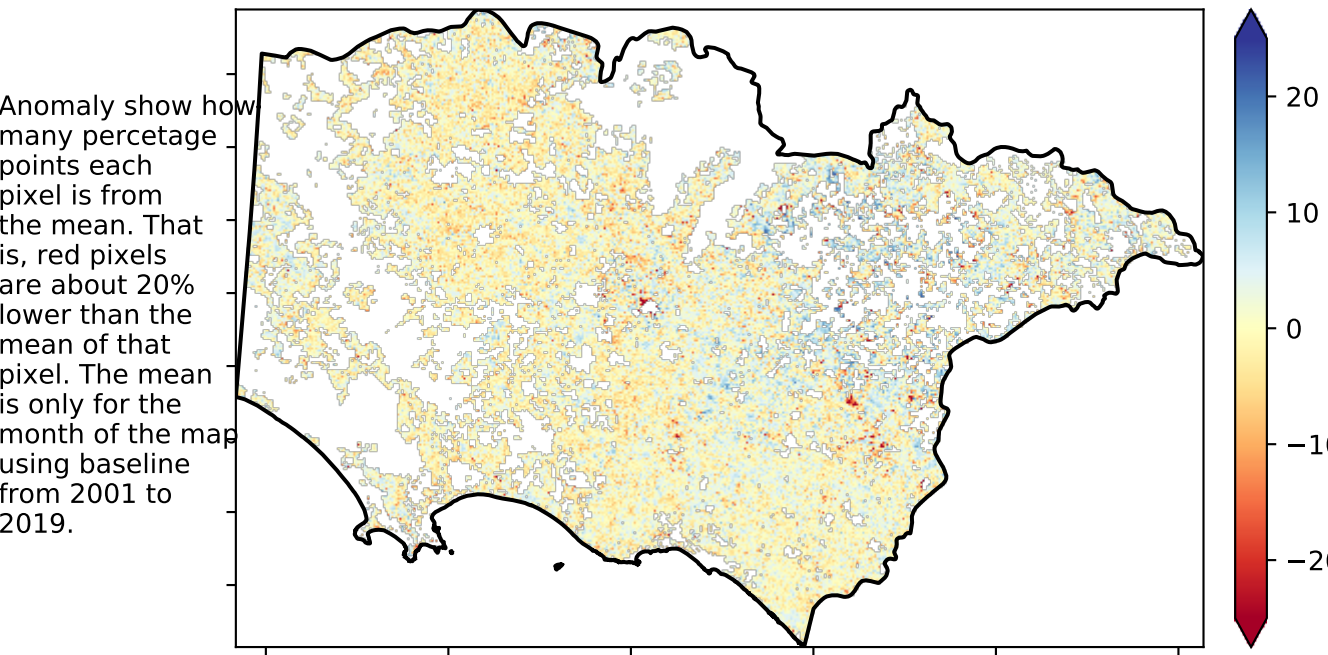 Anomaly show how
many percetage
points each
pixel is from
the mean. That
is, red pixels
are about 20%
lower than the
mean of that
pixel. The mean
is only for the
month of the map
using baseline
from 2001 to
2019.
20
10
0
−10
−20